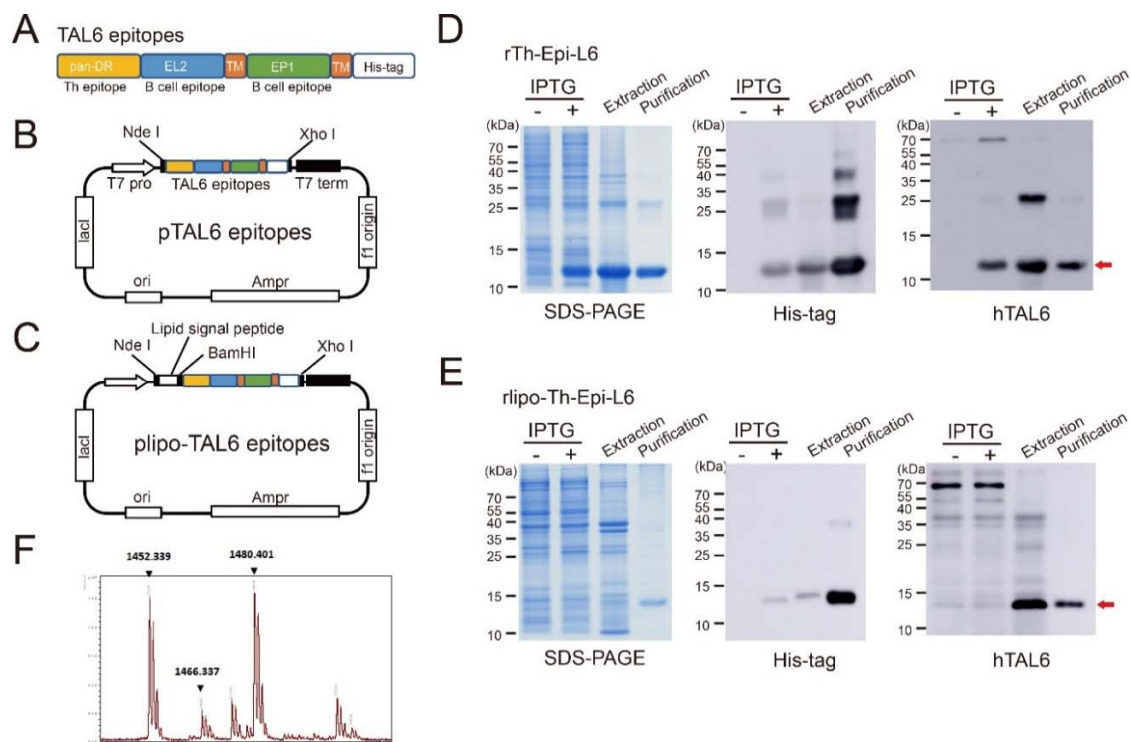 A
TAL6 epitopes
pan-DR EL2 TM EP1 TM His-tag
Th epitope B cell epitope B cell epitope
B
Nde I Xho I
T7 pro TAL6 epitopes T7 term
lacI pTAL6 epitopes f1 origin
ori Ampr
C
Lipid signal peptide
Nde I BamHI Xho I
lacI plipo-TAL6 epitopes f1 origin
ori Ampr
F
1452.339 1480.401
1466.337
D
rTh-Epi-L6
IPTG Extraction Purification IPTG Extraction Purification IPTG Extraction Purification
(kDa) - + (kDa) - + (kDa) - +
70 70 70
55 55 55
40 40 40
35 35 35
25 25 25
15 15 15
10 10 10
SDS-PAGE His-tag hTAL6
E
rlipo-Th-Epi-L6
IPTG Extraction Purification IPTG Extraction Purification IPTG Extraction Purification
(kDa) - + (kDa) - + (kDa) - +
70 70 70
55 55 55
40 40 40
35 35 35
25 25 25
15 15 15
10 10 10
SDS-PAGE His-tag hTAL6